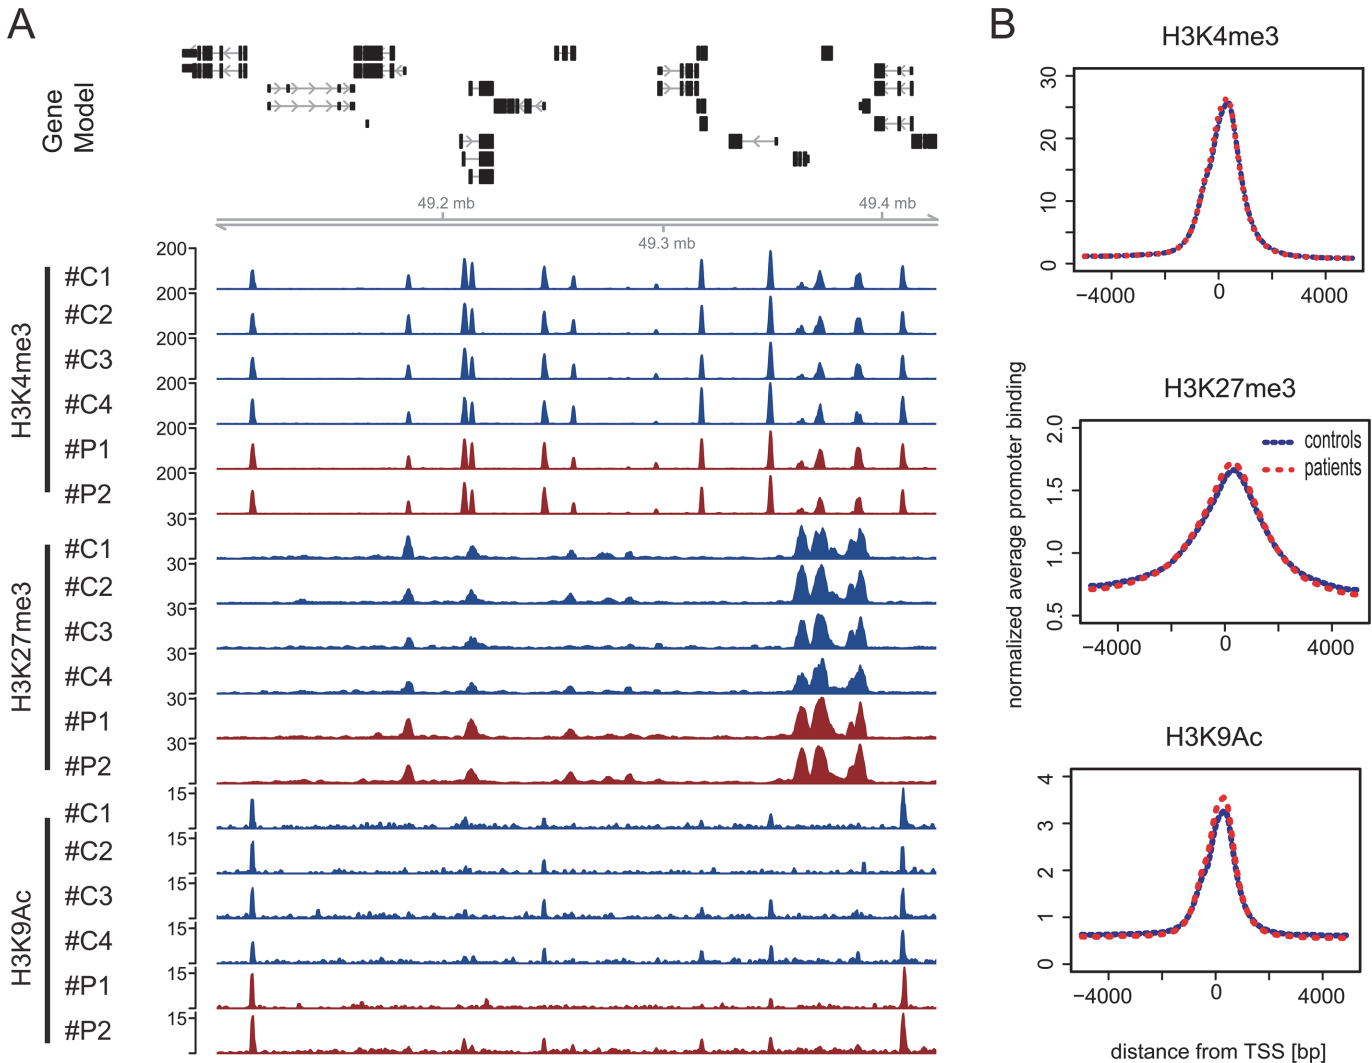 A
Gene
Model
49.2 mb
49.4 mb
49.3 mb
H3K4me3
200
#C1
200
#C2
200
#C3
200
#C4
200
#P1
200
#P2
H3K27me3
30
#C1
30
#C2
30
#C3
30
#C4
30
#P1
30
#P2
H3K9Ac
15
#C1
15
#C2
15
#C3
15
#C4
15
#P1
15
#P2
B
normalized average promoter binding
H3K4me3
30
20
10
0
−4000 0 4000
H3K27me3
2.0
1.5
1.0
0.5
controls
patients
−4000 0 4000
H3K9Ac
4
3
2
1
0
−4000 0 4000
distance from TSS [bp]